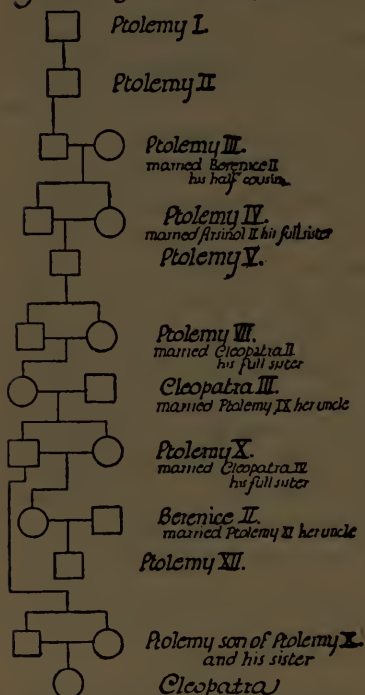 Ptolemy I.
Ptolemy II
Ptolemy III.
married Berenice II
his half cousin
Ptolemy IV.
married Arsinol II his full sister
Ptolemy V.
Ptolemy VII.
married Cleopatra II
his full sister
Cleopatra III.
married Ptolemy IX her uncle
Ptolemy X.
married Cleopatra IV
his full sister
Berenice II.
married Ptolemy XI her uncle
Ptolemy XII.
Ptolemy son of Ptolemy X
and his sister
Cleopatra